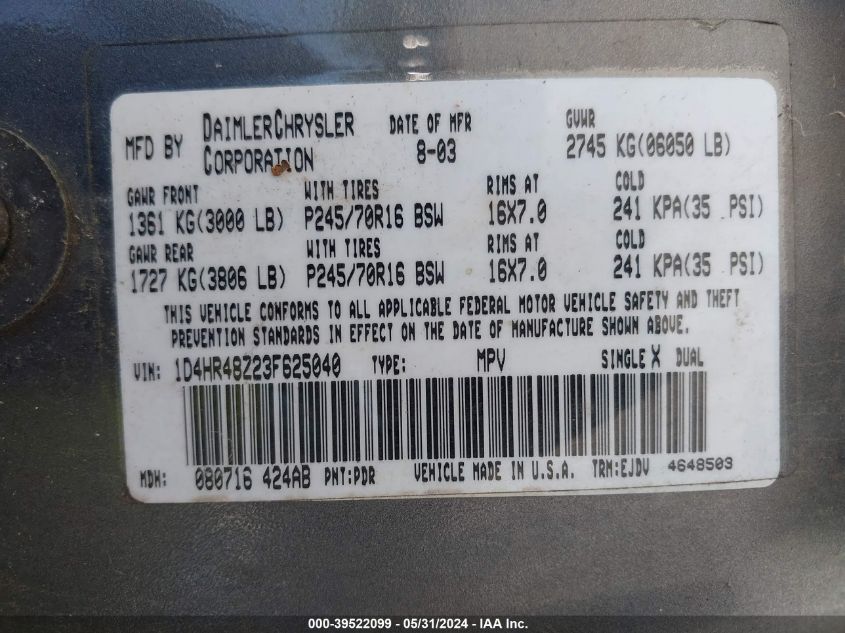 MFD BY DAIMLERCHRYSLER CORPORATION DATE OF MFR 8-03 GVWR 2745 KG(06050 LB)
GAWR FRONT WITH TIRES RIMS AT COLD
1361 KG(3000 LB) P245/70R16 BSW 16X7.0 241 KPA(35 PSI)
GAWR REAR WITH TIRES RIMS AT COLD
1727 KG(3806 LB) P245/70R16 BSW 16X7.0 241 KPA(35 PSI)
THIS VEHICLE CONFORMS TO ALL APPLICABLE FEDERAL MOTOR VEHICLE SAFETY AND THEFT
PREVENTION STANDARDS IN EFFECT ON THE DATE OF MANUFACTURE SHOWN ABOVE.
VIN: 1D4HR48Z23F625040 TYPE: MPV SINGLE X DUAL
MDH: 080716 424AB PNT:PDR VEHICLE MADE IN U.S.A. TRM:EJDV 4648503
000-39522099 - 05/31/2024 - IAA Inc.